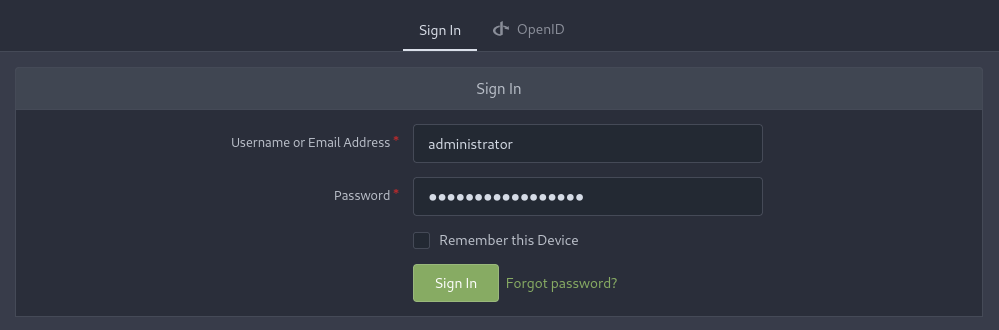 Sign In OpenID
Sign In
Username or Email Address *
administrator
Password *
●●●●●●●●●●●●●●●●●
Remember this Device
Sign In Forgot password?